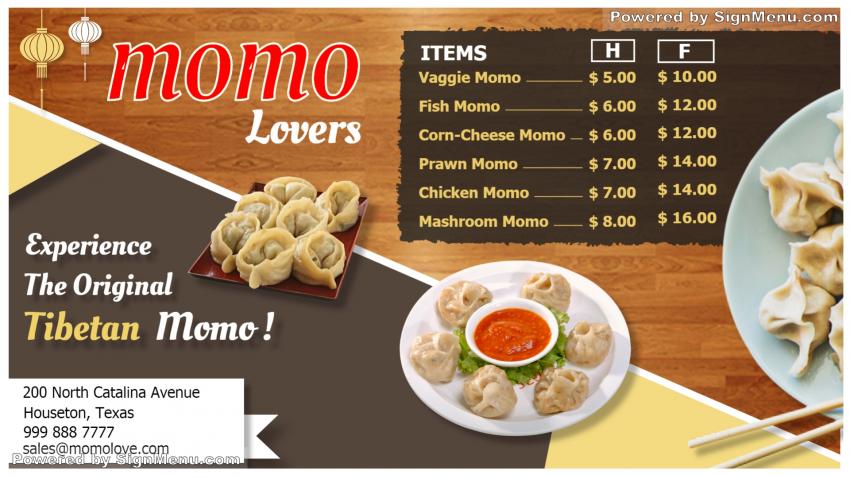 Powered by SignMenu.com
momo
Lovers
ITEMS H F
Vaggie Momo $ 5.00 $ 10.00
Fish Momo $ 6.00 $ 12.00
Corn-Cheese Momo $ 6.00 $ 12.00
Prawn Momo $ 7.00 $ 14.00
Chicken Momo $ 7.00 $ 14.00
Mashroom Momo $ 8.00 $ 16.00
Experience
The Original
Tibetan Momo !
200 North Catalina Avenue
Houseton, Texas
999 888 7777
sales@momolove.com
Powered by SignMenu.com